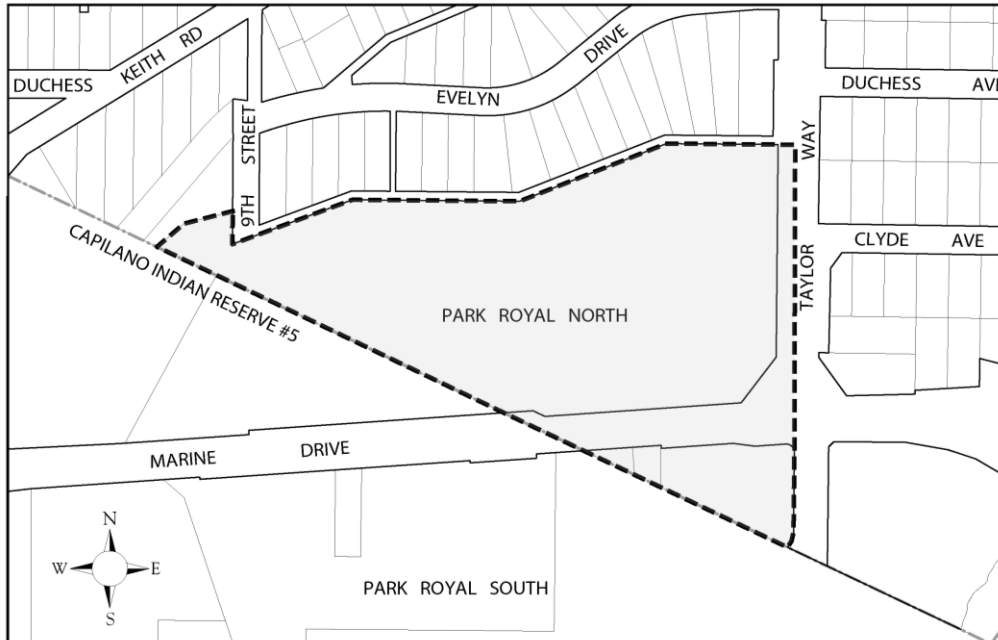 DUCHESS
KEITH RD
EVELYN
DRIVE
DUCHESS AVE
9TH STREET
WAY
TAYLOR
CLYDE AVE
CAPILANO INDIAN RESERVE #5
PARK ROYAL NORTH
MARINE DRIVE
N
W E
S
PARK ROYAL SOUTH